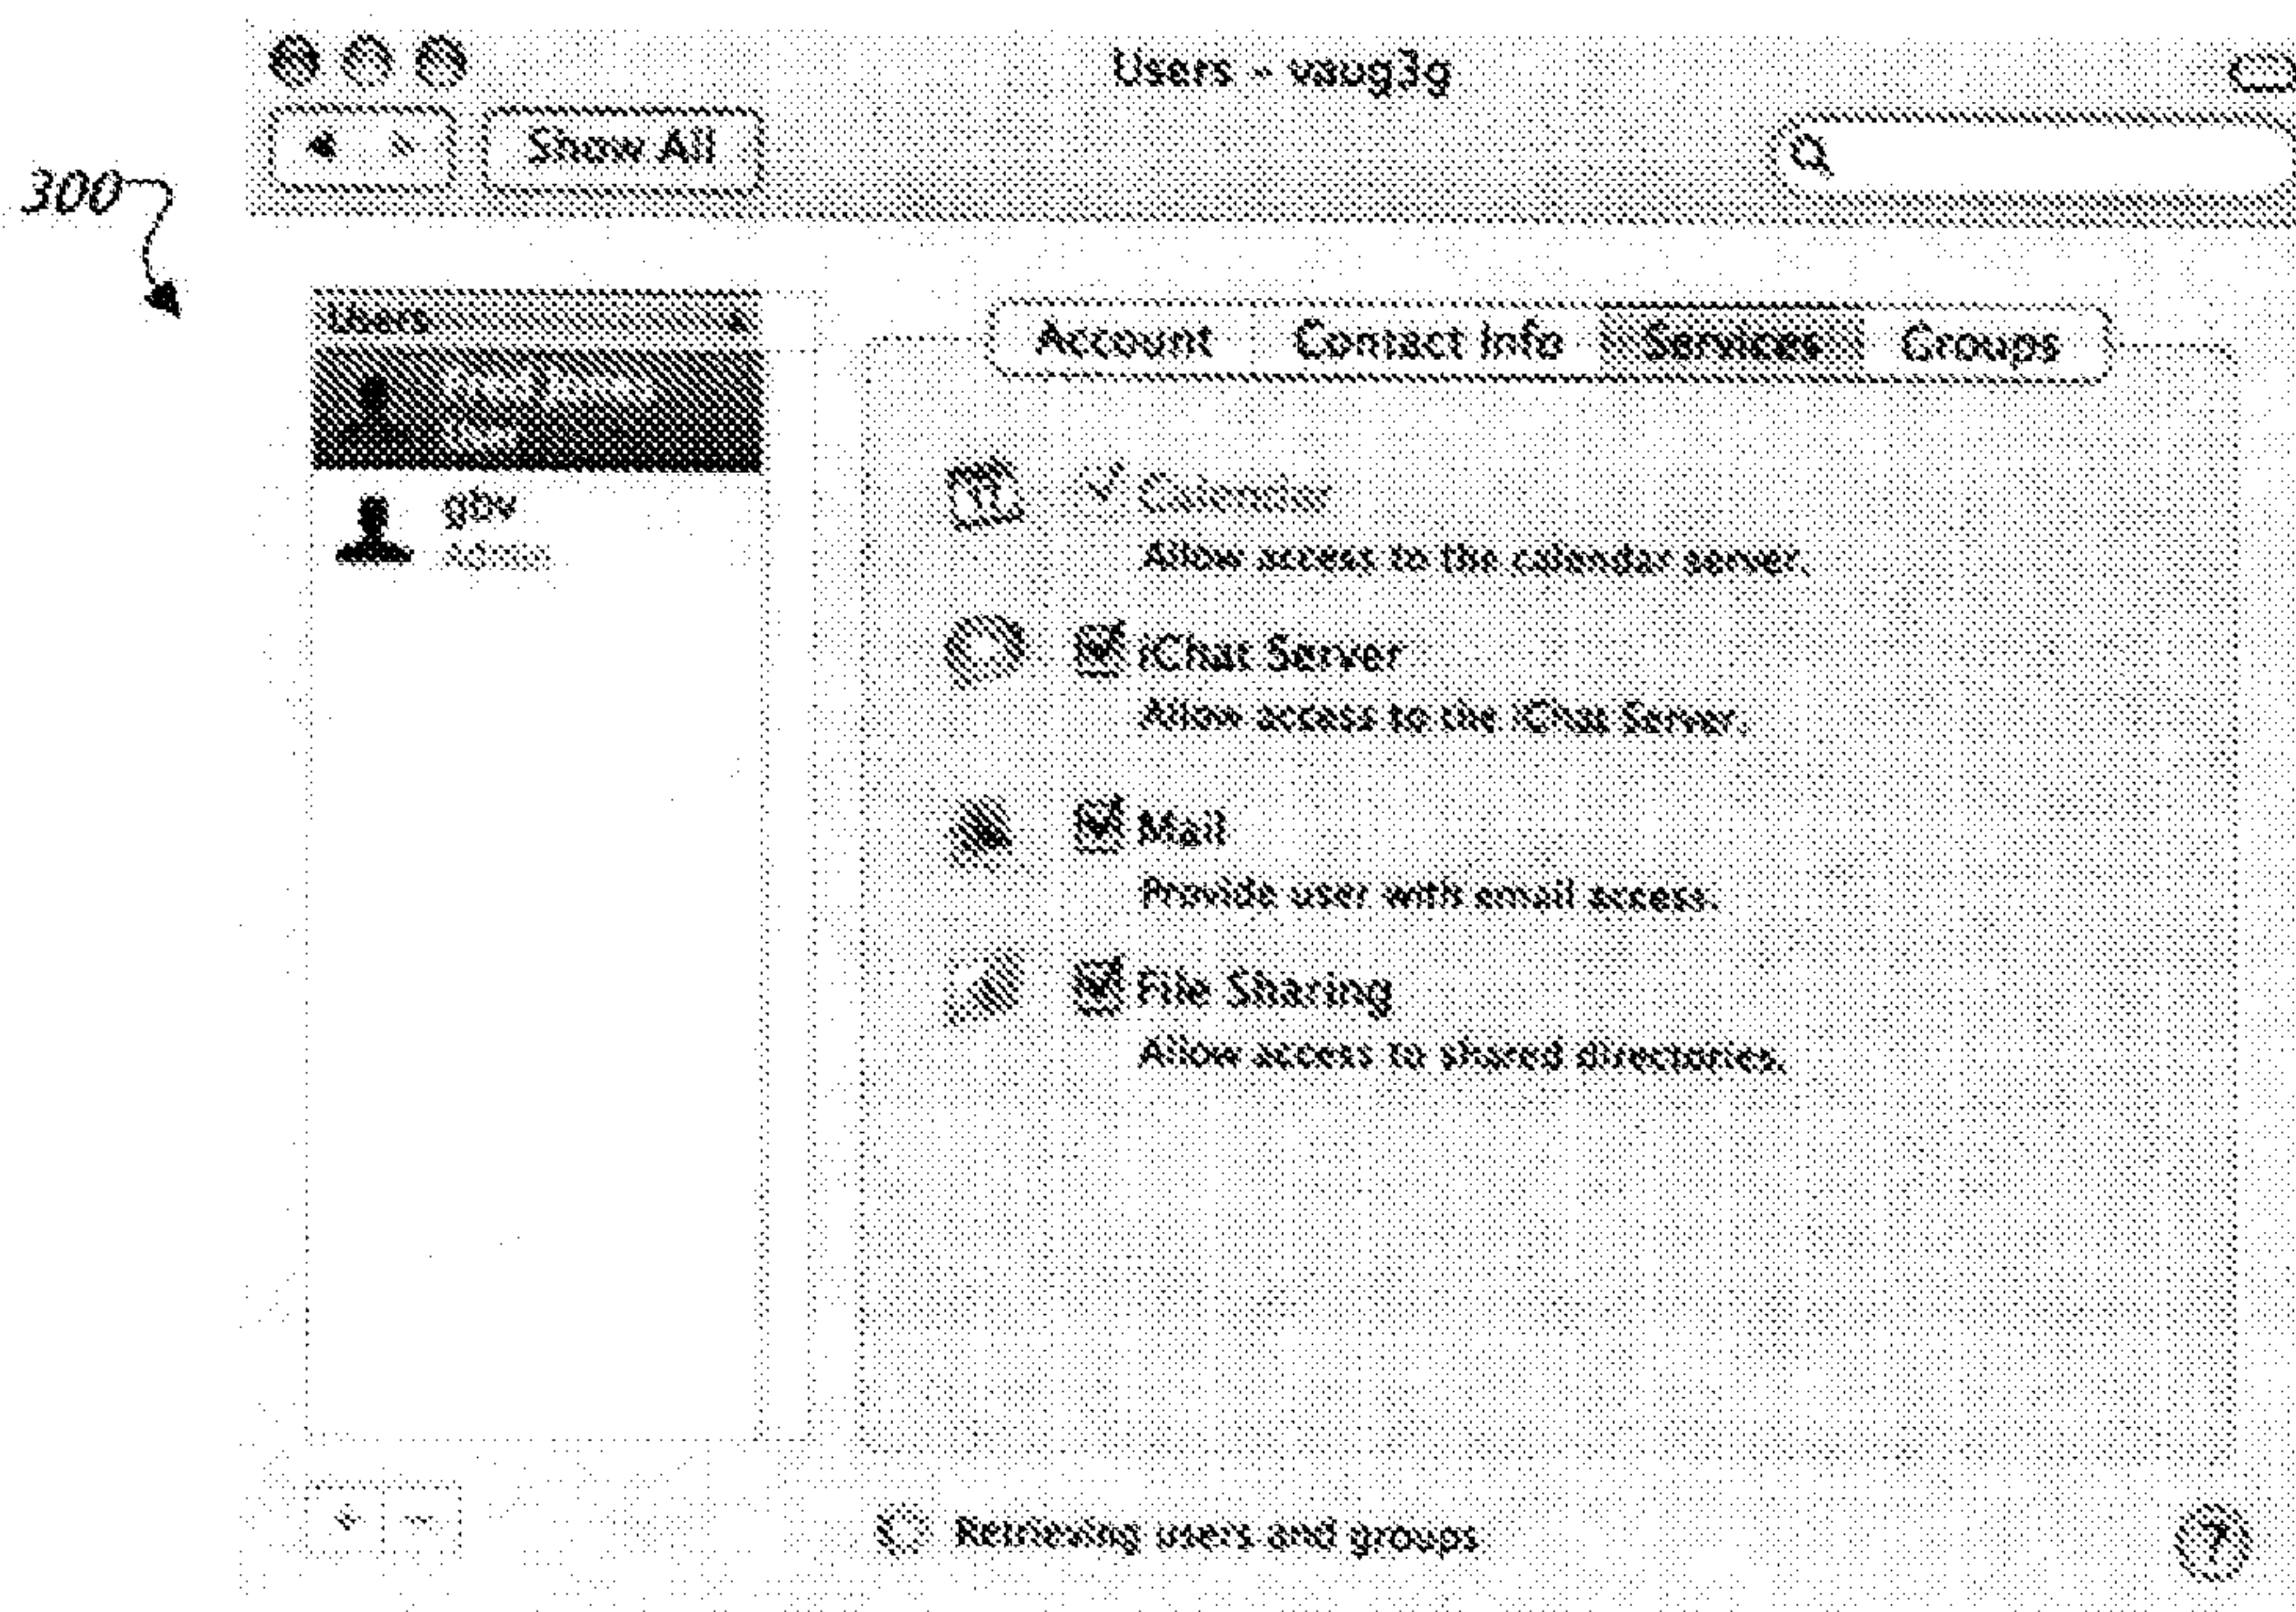 Users - vaug3g
Show All
300
Users
Account Contact Info Services Groups
gbv
Admin
Calendar
Allow access to the calendar server.
iChat Server
Allow access to the iChat Server.
Mail
Provide user with email access.
File Sharing
Allow access to shared directories.
+ −
Retrieving users and groups
?